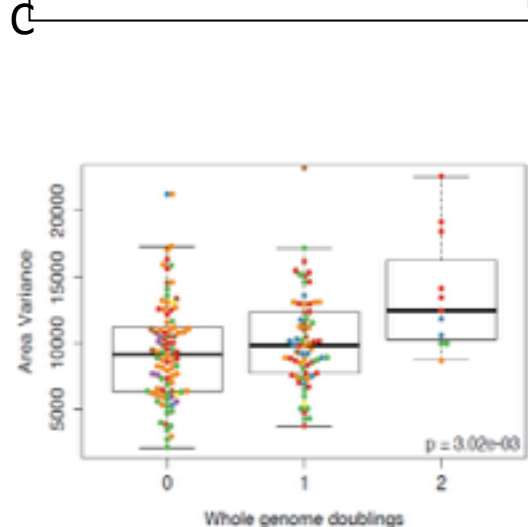 C
20000
15000
10000
5000
Area Variance
p = 3.02e-03
0 1 2
Whole genome doublings